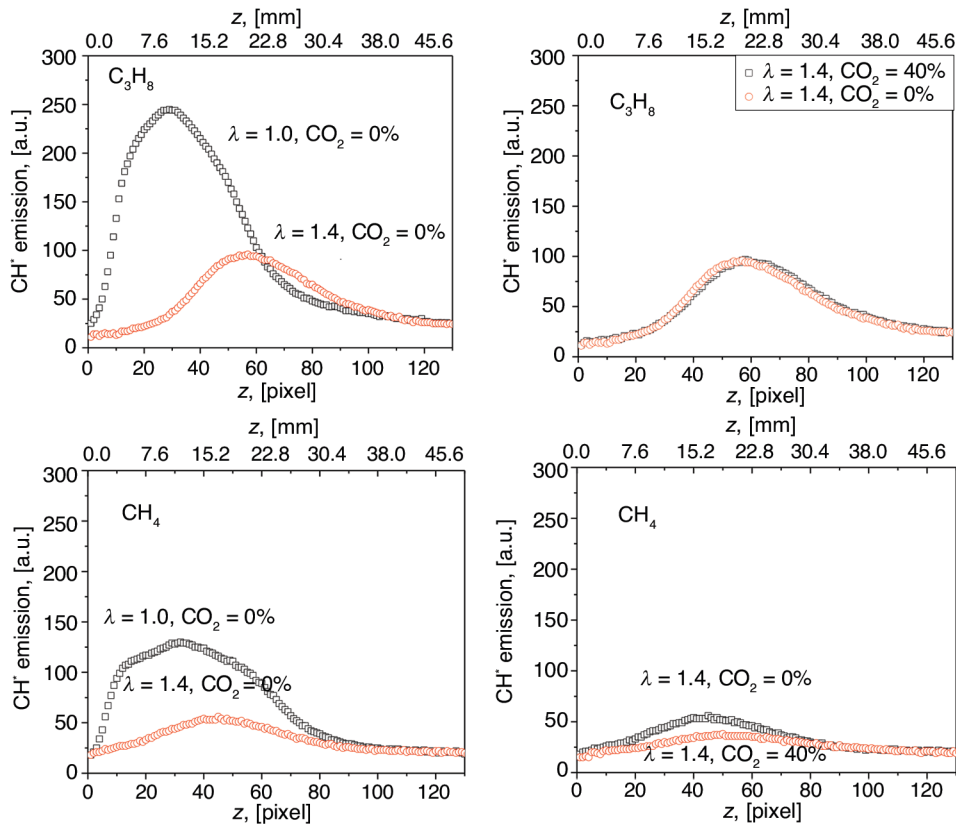 z, [mm]
0.0 7.6 15.2 22.8 30.4 38.0 45.6
300
250
200
150
100
50
0
CH* emission, [a.u.]
C₃H₈
λ = 1.0, CO₂ = 0%
λ = 1.4, CO₂ = 0%
0 20 40 60 80 100 120
z, [pixel]
z, [mm]
0.0 7.6 15.2 22.8 30.4 38.0 45.6
300
250
200
150
100
50
0
CH* emission, [a.u.]
λ = 1.4, CO₂ = 40%
λ = 1.4, CO₂ = 0%
C₃H₈
0 20 40 60 80 100 120
z, [pixel]
z, [mm]
0.0 7.6 15.2 22.8 30.4 38.0 45.6
300
250
200
150
100
50
0
CH* emission, [a.u.]
CH₄
λ = 1.0, CO₂ = 0%
λ = 1.4, CO₂ = 0%
0 20 40 60 80 100 120
z, [pixel]
z, [mm]
0.0 7.6 15.2 22.8 30.4 38.0 45.6
300
250
200
150
100
50
0
CH* emission, [a.u.]
CH₄
λ = 1.4, CO₂ = 0%
λ = 1.4, CO₂ = 40%
0 20 40 60 80 100 120
z, [pixel]